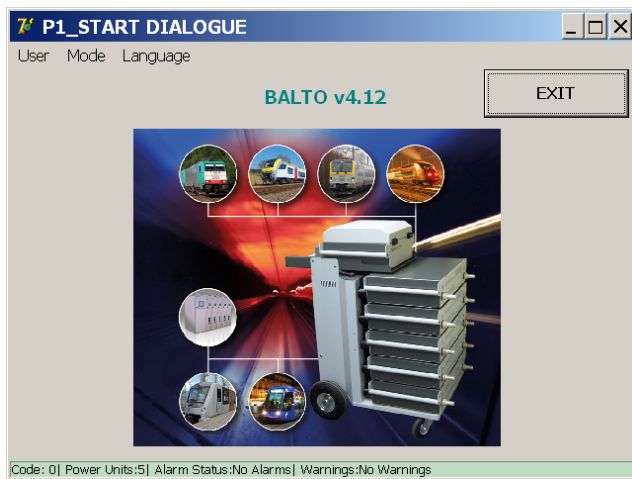 P1_START DIALOGUE
User Mode Language
EXIT
BALTO v4.12
Code: 0| Power Units:5| Alarm Status:No Alarms| Warnings:No Warnings